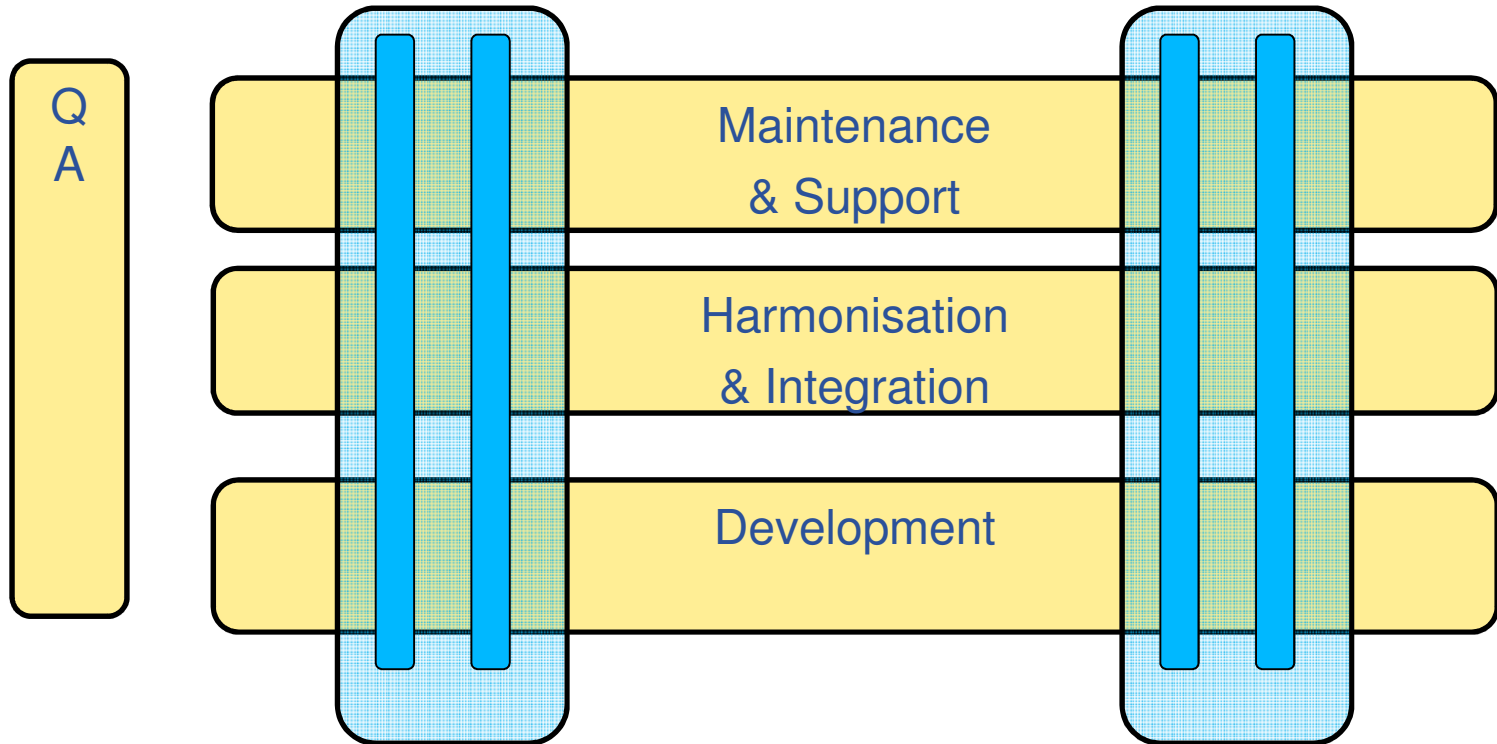 Q
A
Maintenance
& Support
Harmonisation
& Integration
Development